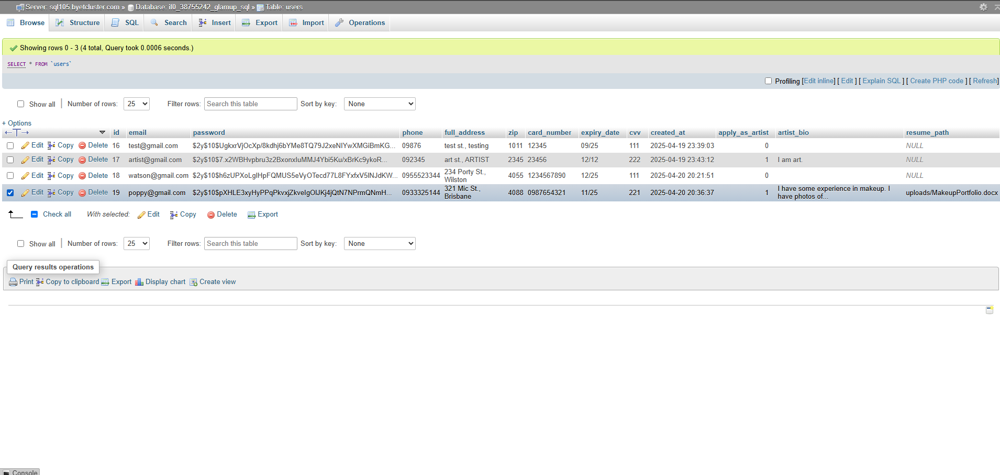 Server: sql105.byetcluster.com » Database: if0_38755242_glamup_sql » Table: users
Browse Structure SQL Search Insert Export Import Operations
Showing rows 0 - 3 (4 total, Query took 0.0006 seconds.)
SELECT * FROM `users`
Profiling [Edit inline] [ Edit ] [ Explain SQL ] [ Create PHP code ] [ Refresh]
Show all Number of rows: 25 Filter rows: Search this table Sort by key: None
+ Options
id email password phone full_address zip card_number expiry_date cvv created_at apply_as_artist artist_bio resume_path
Edit Copy Delete 16 test@gmail.com $2y$10$UgkxrVjOcXp/8kdhj6bYMe8TQ79J2xeNIYwXMGiBmKG... 09876 test st., testing 1011 12345 09/25 111 2025-04-19 23:39:03 0 NULL
Edit Copy Delete 17 artist@gmail.com $2y$10$7.x2WBHvpbru3z2BxonxIuMMJ4Ybi5Ku/xBrKc9ykoR... 092345 art st., ARTIST 2345 23456 12/12 222 2025-04-19 23:43:12 1 I am art. NULL
Edit Copy Delete 18 watson@gmail.com $2y$10$h6zUPXoLglHpFQMUS5eVyOTecd77L8FYxfxV5lNJdKW... 0955523344 234 Porty St., Wilston 4055 1234567890 12/25 111 2025-04-20 20:21:51 0 NULL
Edit Copy Delete 19 poppy@gmail.com $2y$10$pXHLE3xyHyPPqPkvxjZkveIgOlJKj4jQtN7NPrmQNmH... 0933325144 321 Mic St., Brisbane 4088 0987654321 11/25 221 2025-04-20 20:36:37 1 I have some experience in makeup. I have photos of... uploads/MakeupPortfolio.docx
Check all With selected: Edit Copy Delete Export
Show all Number of rows: 25 Filter rows: Search this table Sort by key: None
Query results operations
Print Copy to clipboard Export Display chart Create view
Console